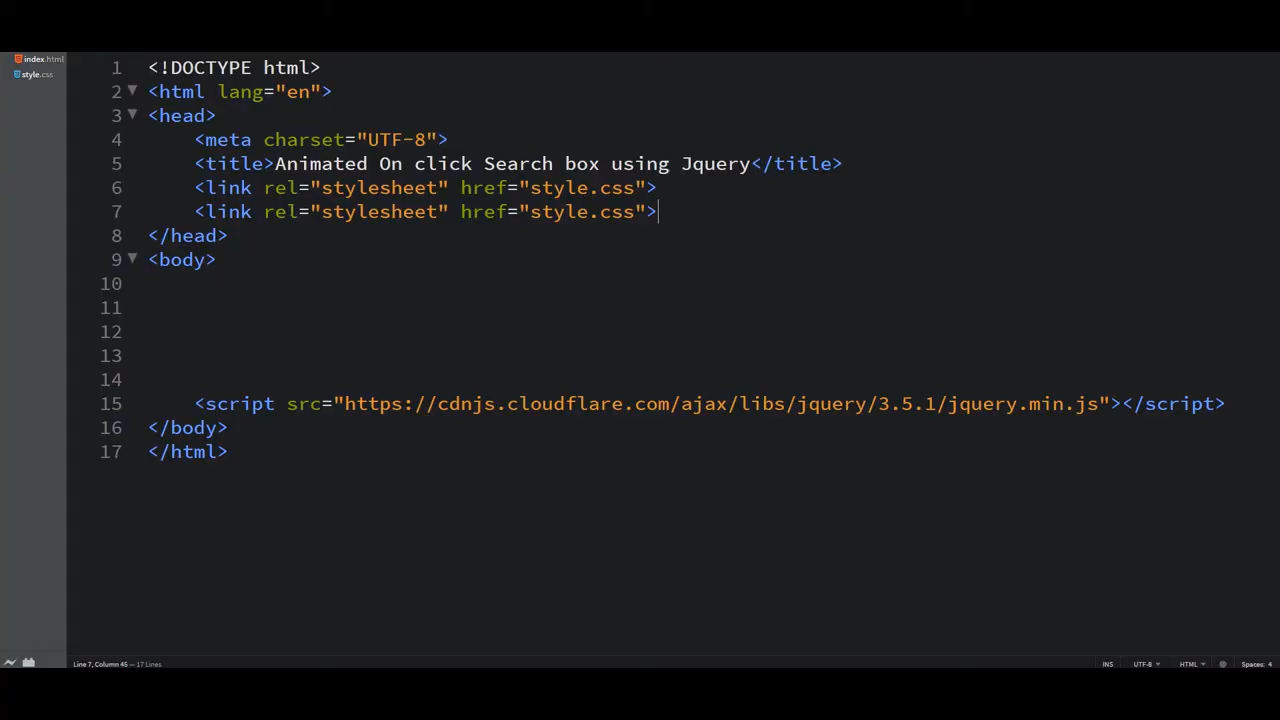 index.html
style.css
1 <!DOCTYPE html>
2 <html lang="en">
3 <head>
4 <meta charset="UTF-8">
5 <title>Animated On click Search box using Jquery</title>
6 <link rel="stylesheet" href="style.css">
7 <link rel="stylesheet" href="style.css">
8 </head>
9 <body>
10
11
12
13
14
15 <script src="https://cdnjs.cloudflare.com/ajax/libs/jquery/3.5.1/jquery.min.js"></script>
16 </body>
17 </html>
Line 7, Column 45 — 17 Lines
INS UTF-8 HTML Spaces: 4